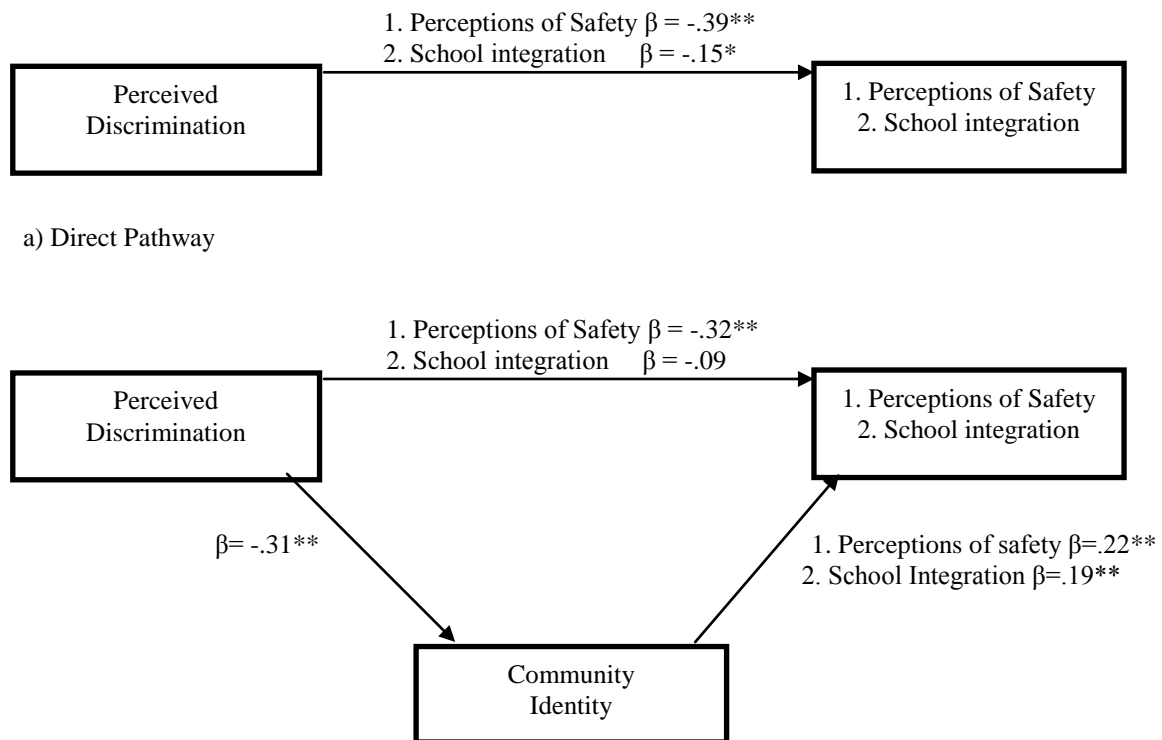 1. Perceptions of Safety β = -.39**
2. School integration β = -.15*
Perceived
Discrimination
1. Perceptions of Safety
2. School integration
a) Direct Pathway
1. Perceptions of Safety β = -.32**
2. School integration β = -.09
Perceived
Discrimination
1. Perceptions of Safety
2. School integration
β= -.31**
1. Perceptions of safety β=.22**
2. School Integration β=.19**
Community
Identity